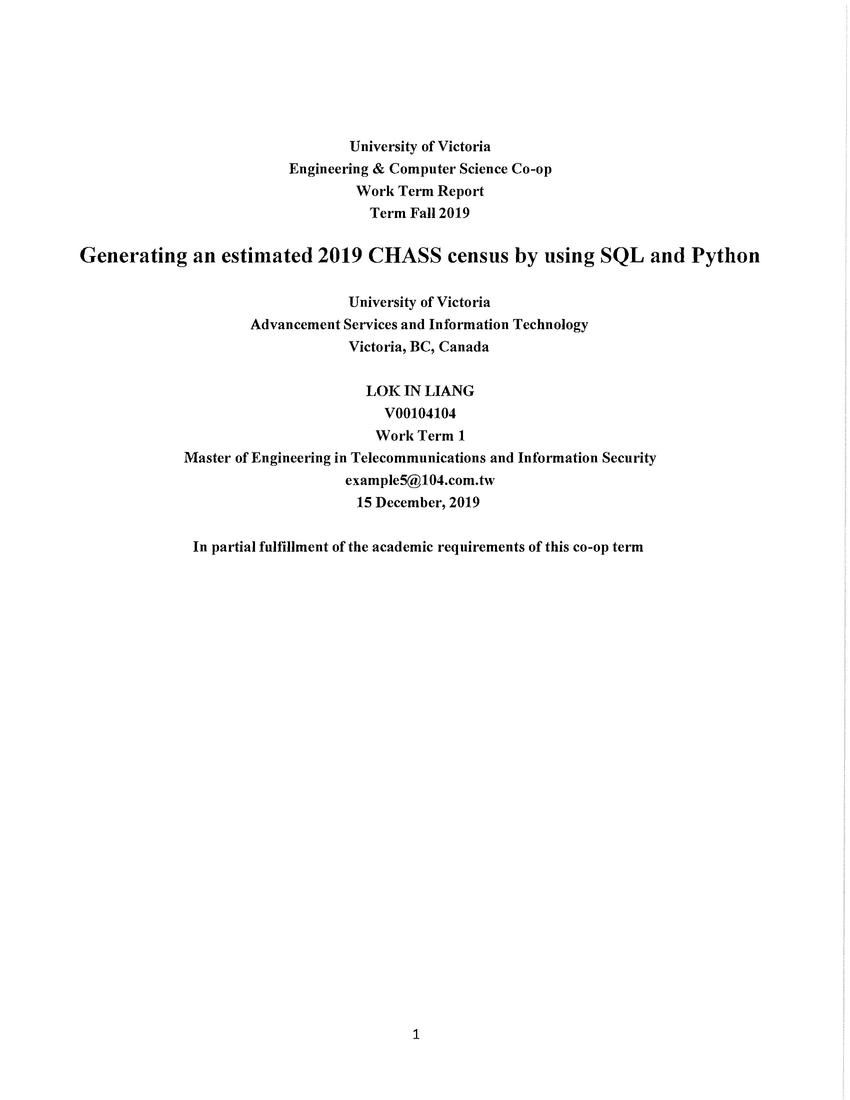 University of Victoria
Engineering & Computer Science Co-op
Work Term Report
Term Fall 2019
Generating an estimated 2019 CHASS census by using SQL and Python
University of Victoria
Advancement Services and Information Technology
Victoria, BC, Canada
LOK IN LIANG
V00104104
Work Term 1
Master of Engineering in Telecommunications and Information Security
example5@104.com.tw
15 December, 2019
In partial fulfillment of the academic requirements of this co-op term
1